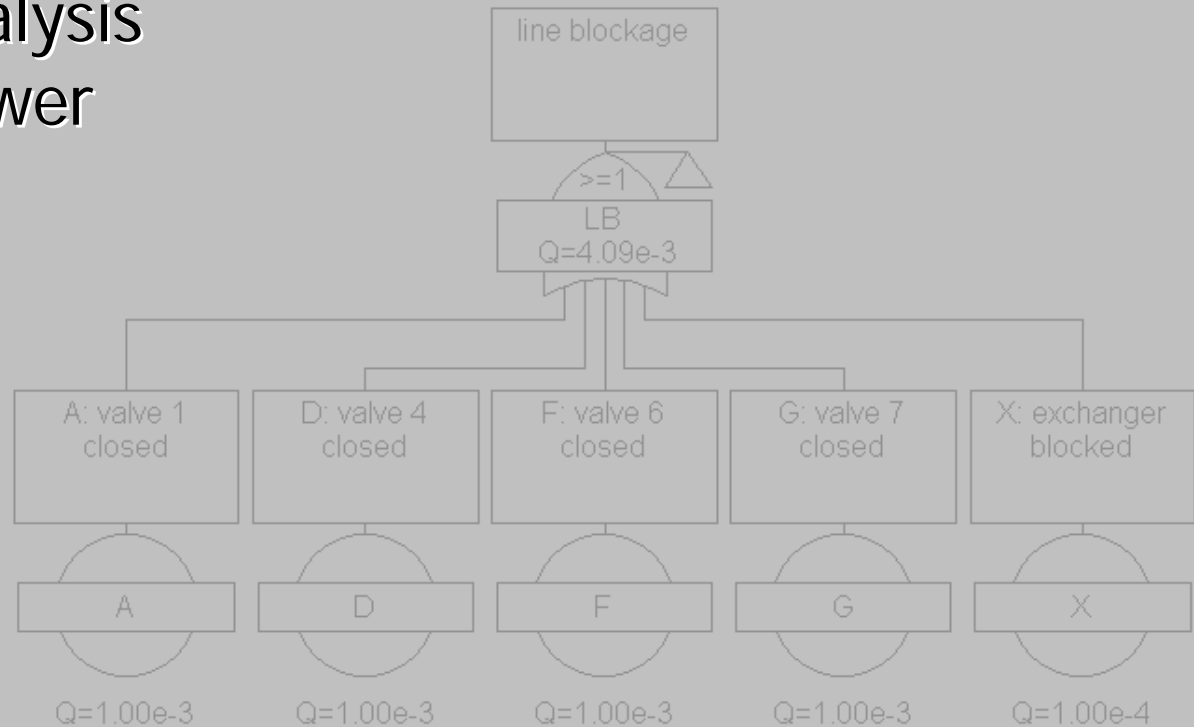 alysis
wer
line blockage
>=1
LB
Q=4.09e-3
A: valve 1
closed
D: valve 4
closed
F: valve 6
closed
G: valve 7
closed
X: exchanger
blocked
A
D
F
G
X
Q=1.00e-3
Q=1.00e-3
Q=1.00e-3
Q=1.00e-3
Q=1.00e-4